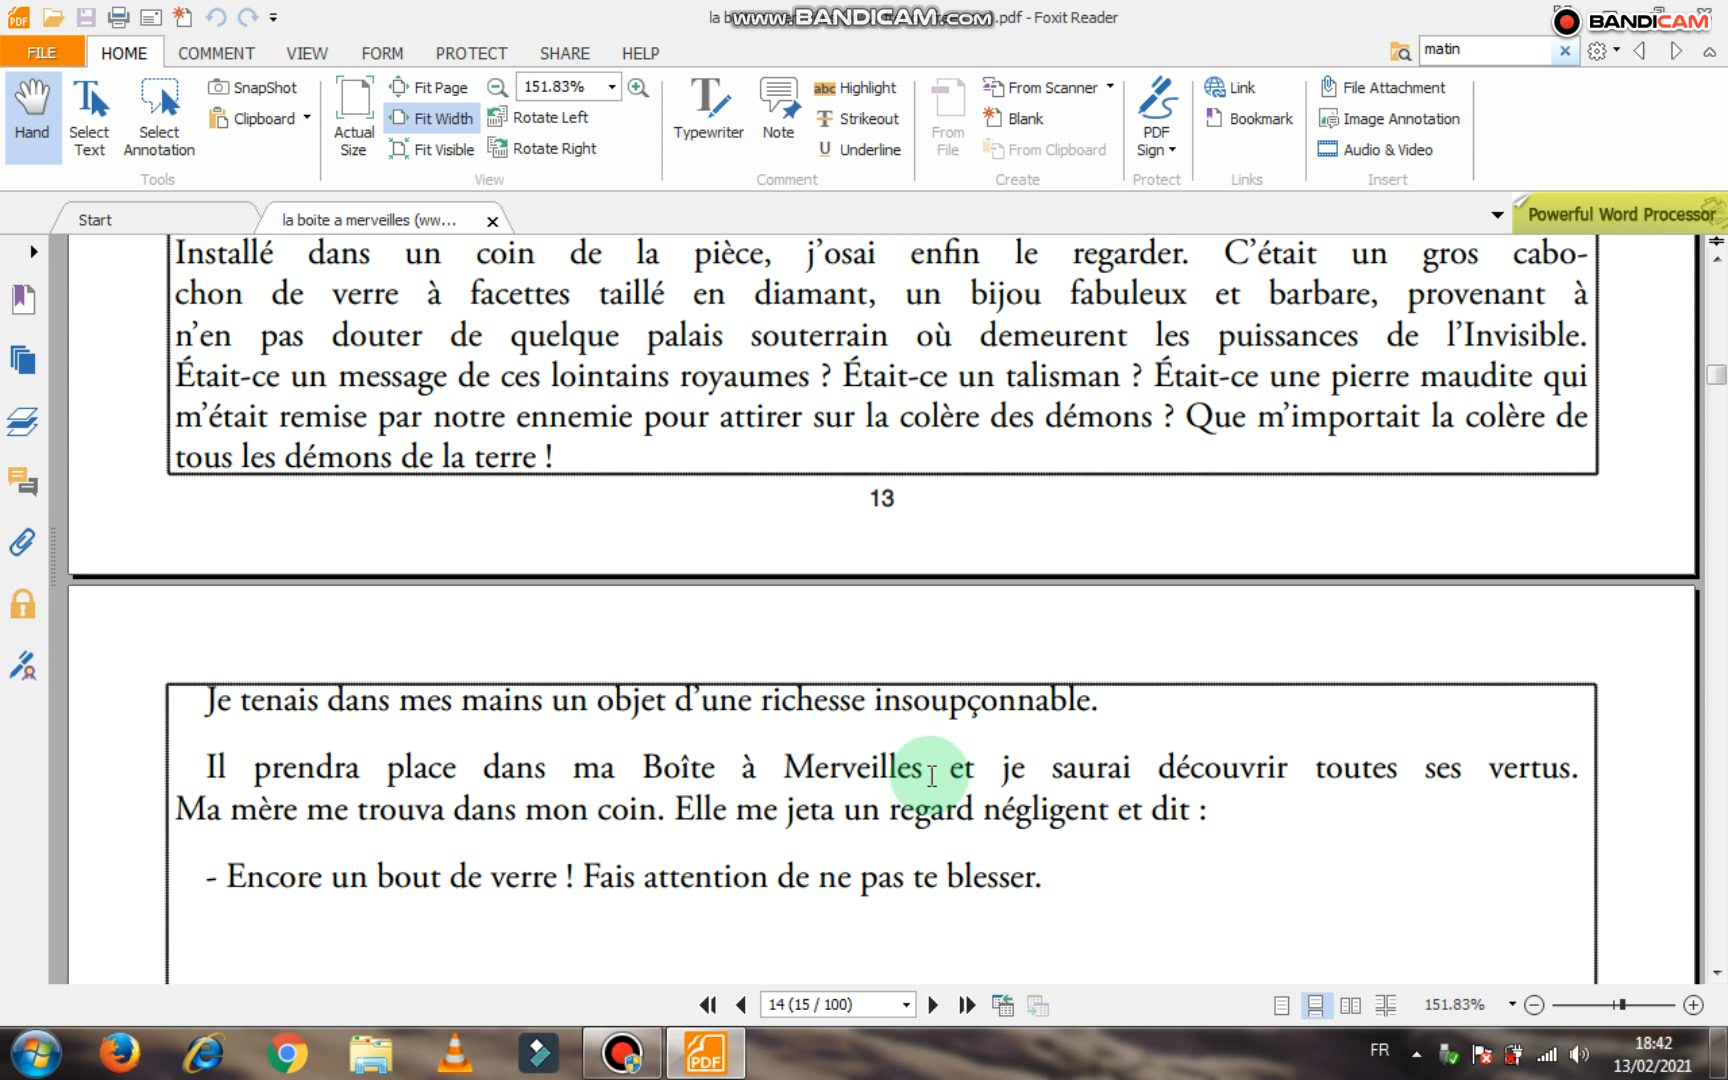 la b www.BANDICAM.com .pdf - Foxit Reader
BANDICAM
FILE HOME COMMENT VIEW FORM PROTECT SHARE HELP
matin
Hand
Select Text
Select Annotation
SnapShot
Clipboard
Tools
Actual Size
Fit Page
Fit Width
Fit Visible
151.83%
Rotate Left
Rotate Right
View
Typewriter
Note
Highlight
Strikeout
Underline
Comment
From File
From Scanner
Blank
From Clipboard
Create
PDF Sign
Protect
Link
Bookmark
Links
File Attachment
Image Annotation
Audio & Video
Insert
Start
la boite a merveilles (ww...
Powerful Word Processor
Installé dans un coin de la pièce, j'osai enfin le regarder. C'était un gros cabo-
chon de verre à facettes taillé en diamant, un bijou fabuleux et barbare, provenant à
n'en pas douter de quelque palais souterrain où demeurent les puissances de l'Invisible.
Était-ce un message de ces lointains royaumes ? Était-ce un talisman ? Était-ce une pierre maudite qui
m'était remise par notre ennemie pour attirer sur la colère des démons ? Que m'importait la colère de
tous les démons de la terre !
13
Je tenais dans mes mains un objet d'une richesse insoupçonnable.
Il prendra place dans ma Boîte à Merveilles et je saurai découvrir toutes ses vertus.
Ma mère me trouva dans mon coin. Elle me jeta un regard négligent et dit :
- Encore un bout de verre ! Fais attention de ne pas te blesser.
14 (15 / 100)
151.83%
FR
18:42
13/02/2021